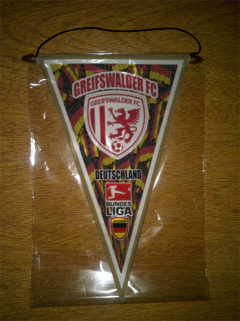 GREIFSWALDER FC
GREIFSWALDER FC
DEUTSCHLAND
BUNDES
LIGA